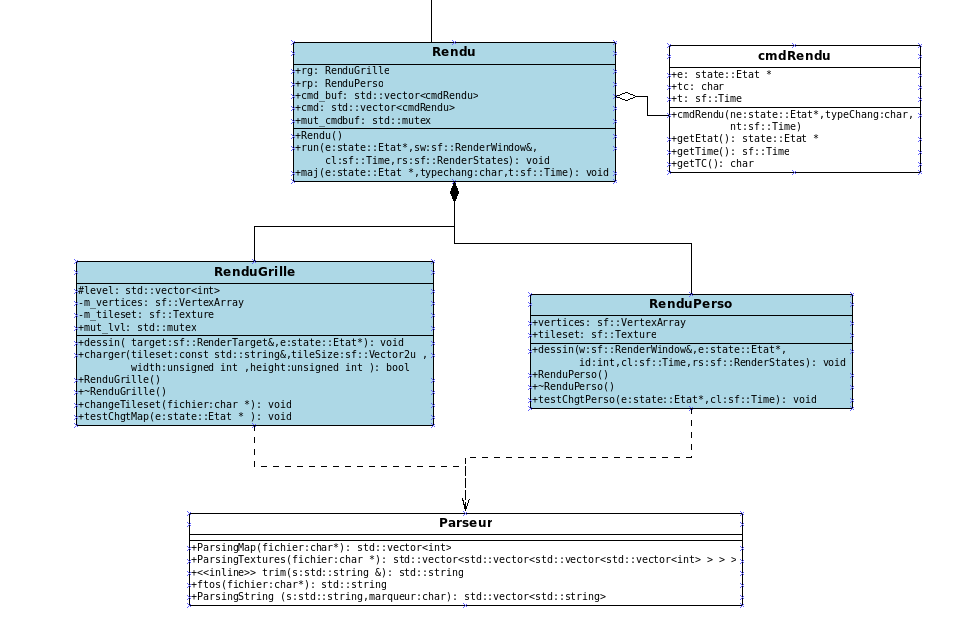 Rendu
+rg: RenduGrille
+rp: RenduPerso
+cmd_buf: std::vector<cmdRendu>
+cmd: std::vector<cmdRendu>
+mut_cmdbuf: std::mutex
+Rendu()
+run(e:state::Etat*,sw:sf::RenderWindow&,
cl:sf::Time,rs:sf::RenderStates): void
+maj(e:state::Etat *,typechang:char,t:sf::Time): void
cmdRendu
+e: state::Etat *
+tc: char
+t: sf::Time
+cmdRendu(ne:state::Etat*,typeChang:char,
nt:sf::Time)
+getEtat(): state::Etat *
+getTime(): sf::Time
+getTC(): char
RenduGrille
#level: std::vector<int>
-m_vertices: sf::VertexArray
-m_tileset: sf::Texture
+mut_lvl: std::mutex
+dessin( target:sf::RenderTarget&,e:state::Etat*): void
+charger(tileset:const std::string&,tileSize:sf::Vector2u ,
width:unsigned int ,height:unsigned int ): bool
+RenduGrille()
+~RenduGrille()
+changeTileset(fichier:char *): void
+testChgtMap(e:state::Etat * ): void
RenduPerso
+vertices: sf::VertexArray
+tileset: sf::Texture
+dessin(w:sf::RenderWindow&,e:state::Etat*,
id:int,cl:sf::Time,rs:sf::RenderStates): void
+RenduPerso()
+~RenduPerso()
+testChgtPerso(e:state::Etat*,cl:sf::Time): void
Parseur
+ParsingMap(fichier:char*): std::vector<int>
+ParsingTextures(fichier:char *): std::vector<std::vector<std::vector<std::vector<int> > > >
+<<inline>> trim(s:std::string &): std::string
+ftos(fichier:char*): std::string
+ParsingString (s:std::string,marqueur:char): std::vector<std::string>